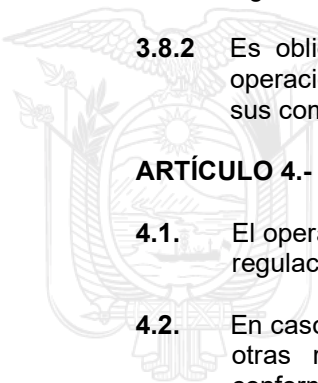 3.8.2 Es obli
operaci
sus con
ARTÍCULO 4.-
4.1. El opera
regulac
4.2. En caso
otras